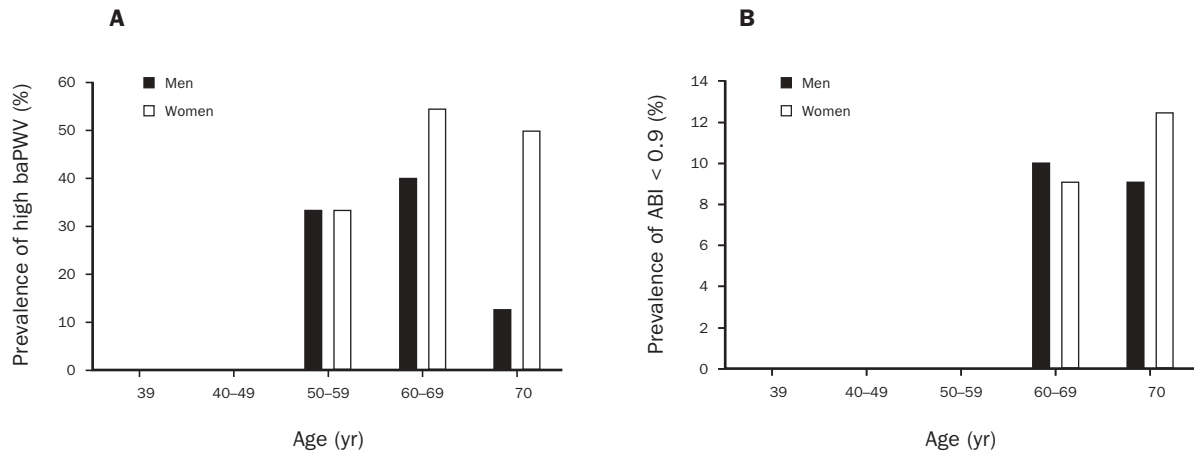 A
Prevalence of high baPWV (%)
60
50
40
30
20
10
0
Men
Women
39
40–49
50–59
60–69
70
Age (yr)
B
Prevalence of ABI < 0.9 (%)
14
12
10
8
6
4
2
0
Men
Women
39
40–49
50–59
60–69
70
Age (yr)